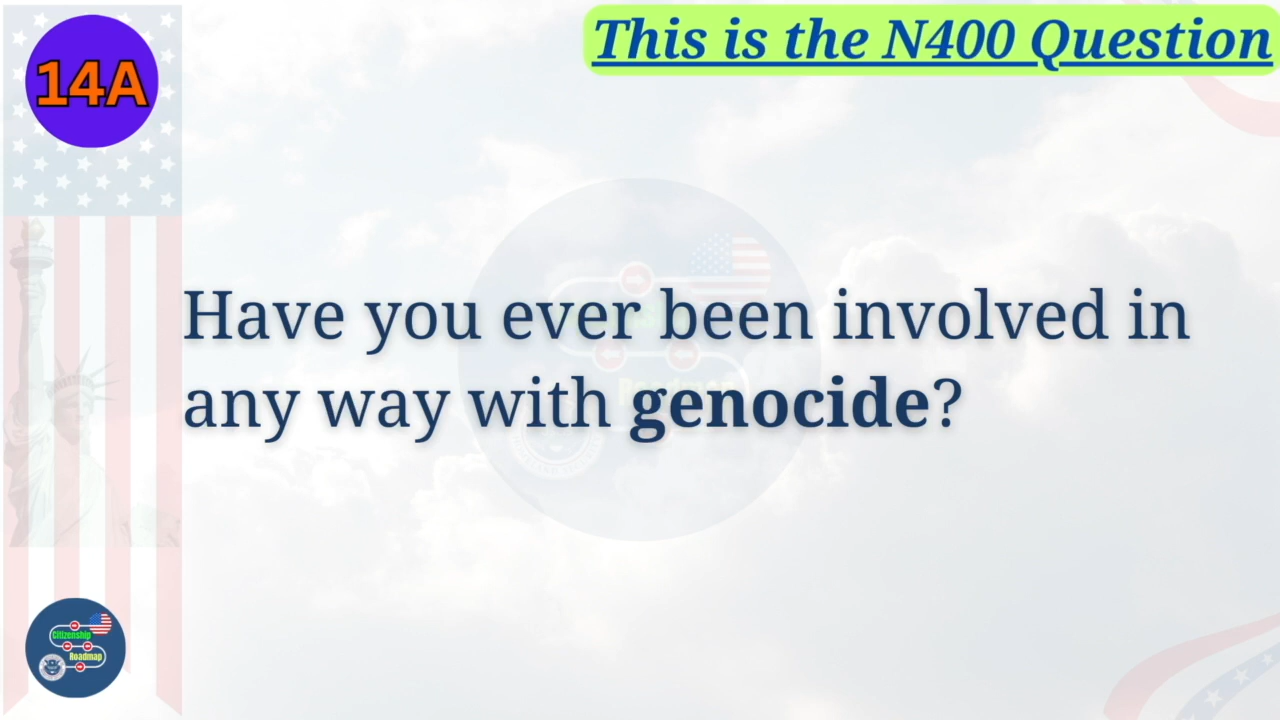 14A
This is the N400 Question
Have you ever been involved in
any way with genocide?
Citizenship
Roadmap